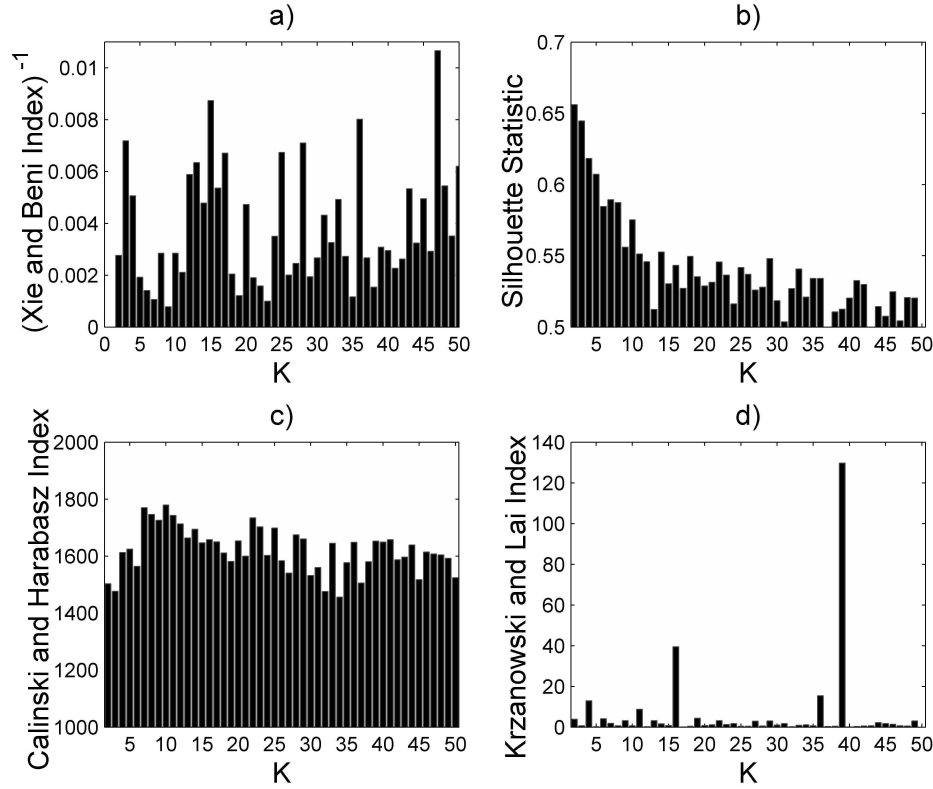 a)
(Xie and Beni Index)⁻¹
0.01
0.008
0.006
0.004
0.002
0
0 5 10 15 20 25 30 35 40 45 50
K
b)
Silhouette Statistic
0.7
0.65
0.6
0.55
0.5
5 10 15 20 25 30 35 40 45 50
K
c)
Calinski and Harabasz Index
2000
1800
1600
1400
1200
1000
5 10 15 20 25 30 35 40 45 50
K
d)
Krzanowski and Lai Index
140
120
100
80
60
40
20
0
5 10 15 20 25 30 35 40 45 50
K